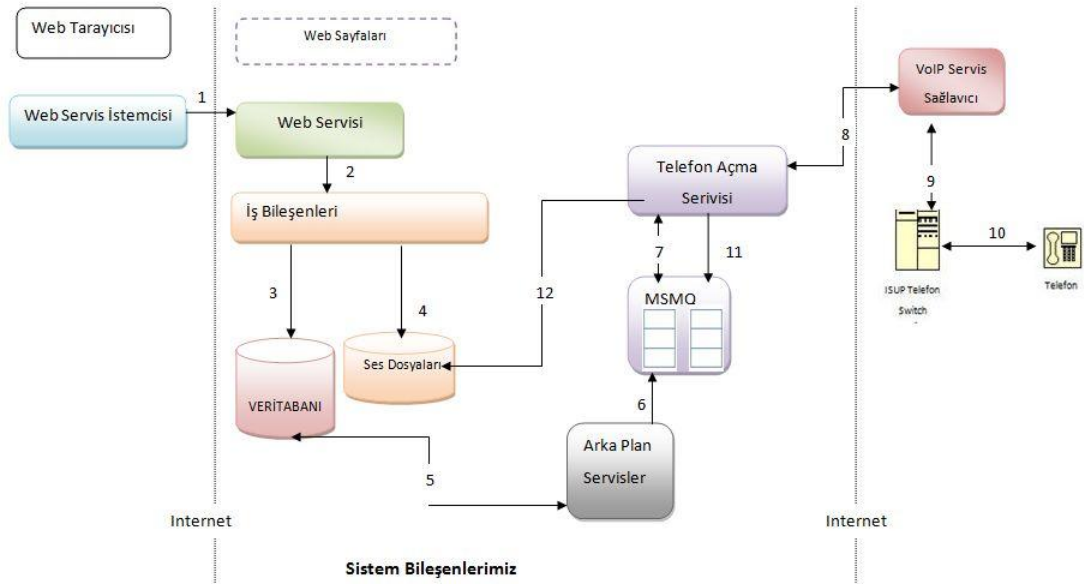 Web Tarayıcısı
Web Sayfaları
Web Servis İstemcisi
1
Web Servisi
2
İş Bileşenleri
3
4
VERİTABANI
Ses Dosyaları
5
12
Telefon Açma
Serivisi
7
11
MSMQ
6
Arka Plan
Servisler
8
VoIP Servis
Sağlavıcı
9
10
ISUP Telefon
Switch
Telefon
Internet
Internet
Sistem Bileşenlerimiz